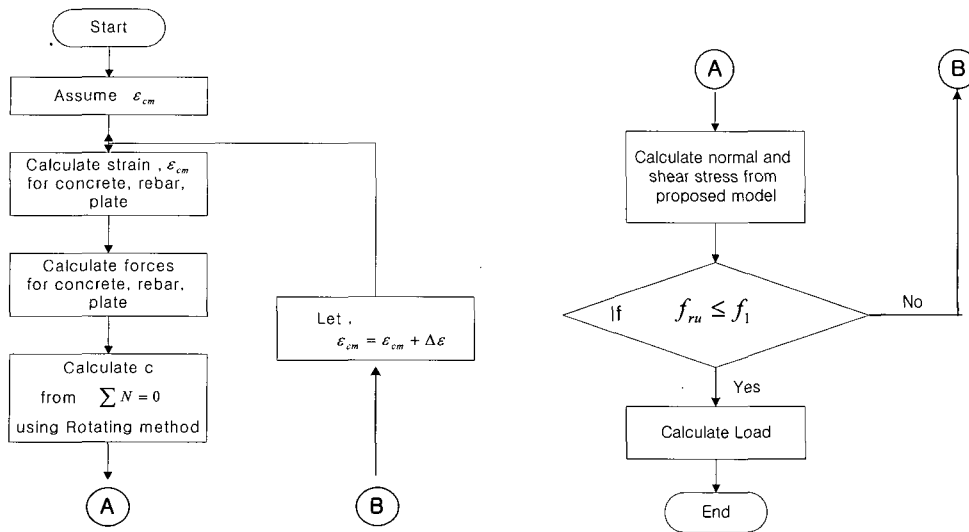 Start
Assume ε_cm
Calculate strain , ε_cm
for concrete, rebar,
plate
Calculate forces
for concrete, rebar,
plate
Calculate c
from ∑ N = 0
using Rotating method
A
Let ,
ε_cm = ε_cm + Δε
B
A
Calculate normal and
shear stress from
proposed model
If f_ru ≤ f_1
No
B
Yes
Calculate Load
End